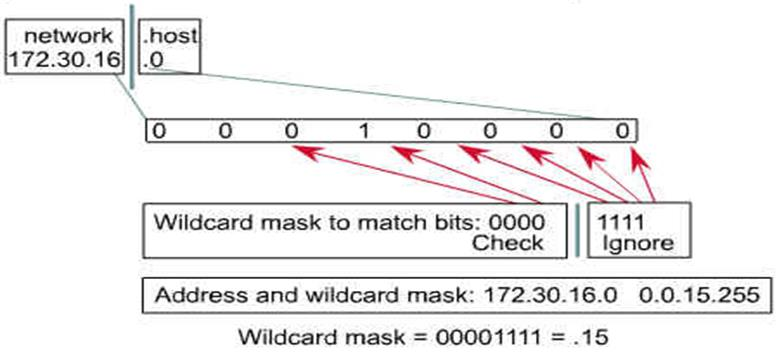 network .host
172.30.16 .0
0 0 0 1 0 0 0 0
Wildcard mask to match bits: 0000 1111
Check Ignore
Address and wildcard mask: 172.30.16.0 0.0.15.255
Wildcard mask = 00001111 = .15